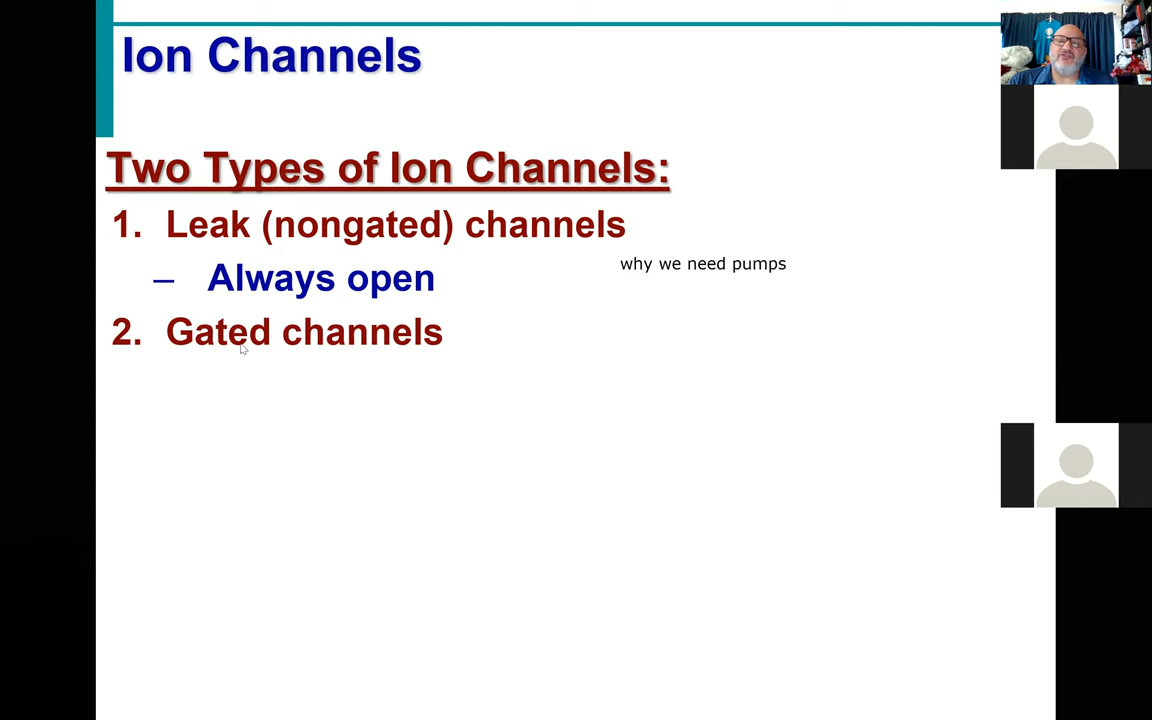 Ion Channels
Two Types of Ion Channels:
1. Leak (nongated) channels
– Always open
why we need pumps
2. Gated channels